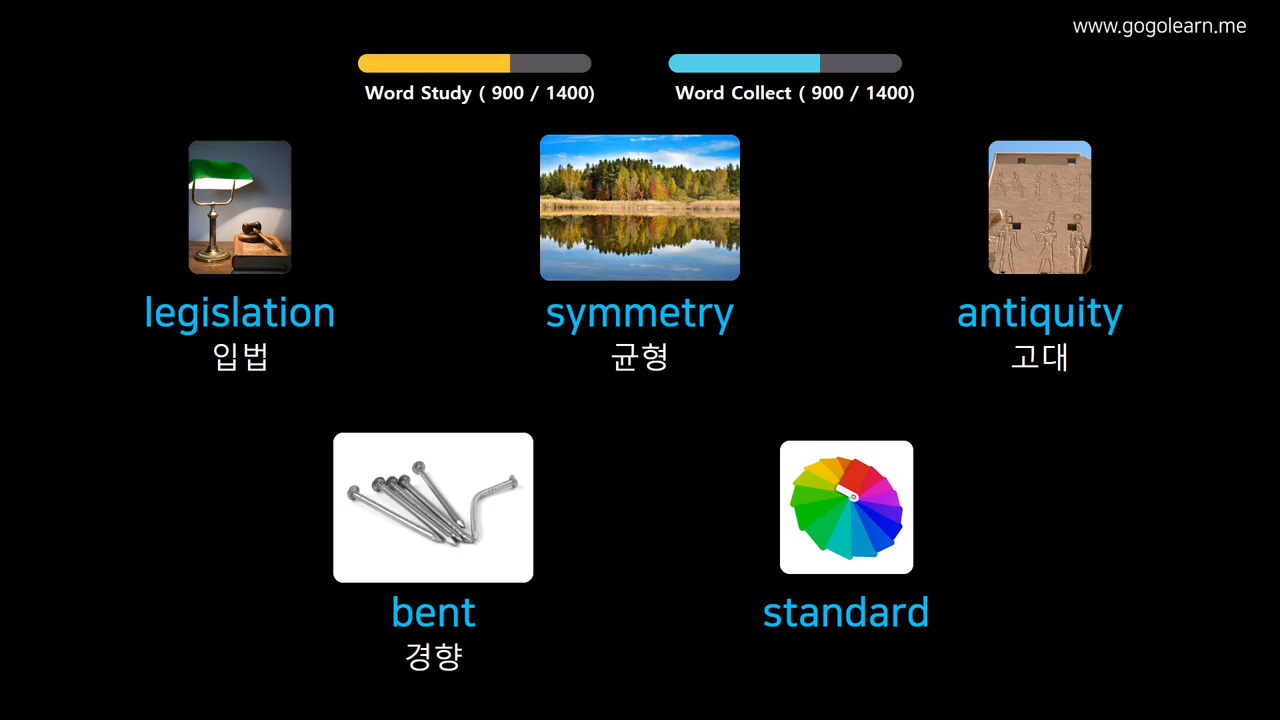 www.gogolearn.me
Word Study ( 900 / 1400)
Word Collect ( 900 / 1400)
legislation
입법
symmetry
균형
antiquity
고대
bent
경향
standard